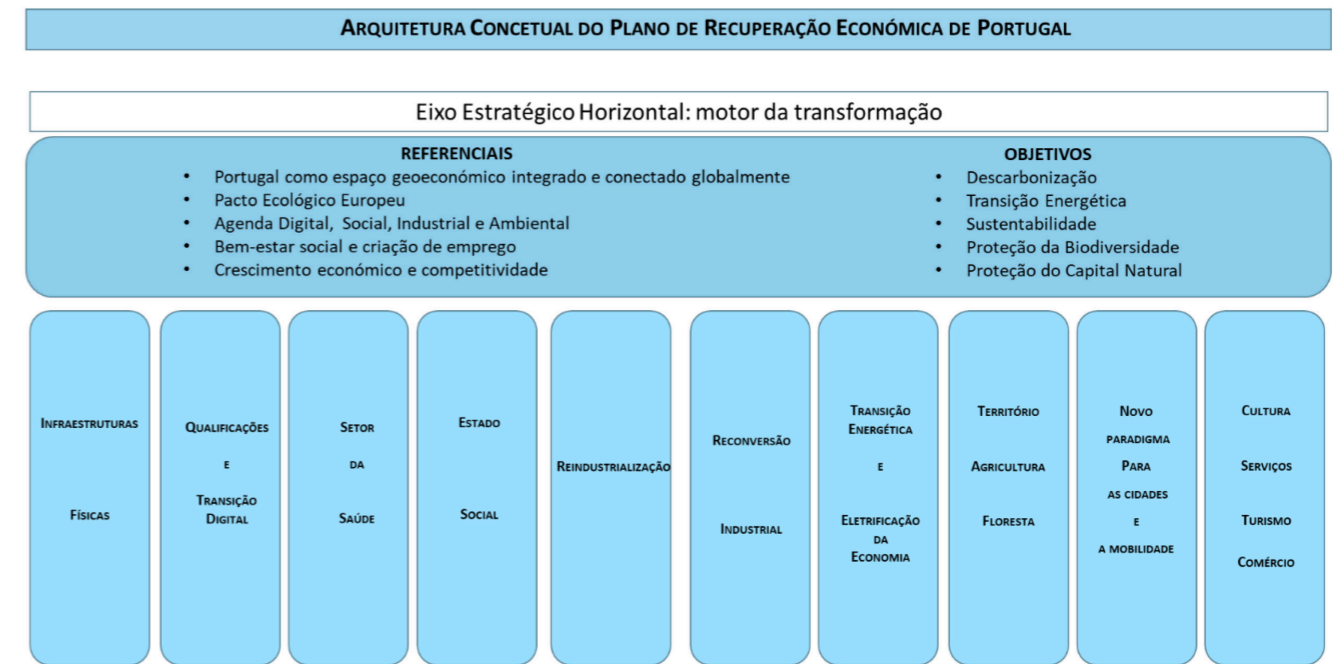 ARQUITETURA CONCETUAL DO PLANO DE RECUPERAÇÃO ECONÓMICA DE PORTUGAL
Eixo Estratégico Horizontal: motor da transformação
REFERENCIAIS
• Portugal como espaço geoeconómico integrado e conectado globalmente
• Pacto Ecológico Europeu
• Agenda Digital, Social, Industrial e Ambiental
• Bem-estar social e criação de emprego
• Crescimento económico e competitividade
OBJETIVOS
• Descarbonização
• Transição Energética
• Sustentabilidade
• Proteção da Biodiversidade
• Proteção do Capital Natural
INFRAESTRUTURAS
FÍSICAS
QUALIFICAÇÕES
E
TRANSIÇÃO
DIGITAL
SETOR
DA
SAÚDE
ESTADO
SOCIAL
REINDUSTRIALIZAÇÃO
RECONVERSÃO
INDUSTRIAL
TRANSIÇÃO
ENERGÉTICA
E
ELETRIFICAÇÃO
DA
ECONOMIA
TERRITÓRIO
AGRICULTURA
FLORESTA
NOVO
PARADIGMA
PARA
AS CIDADES
E
A MOBILIDADE
CULTURA
SERVIÇOS
TURISMO
COMÉRCIO